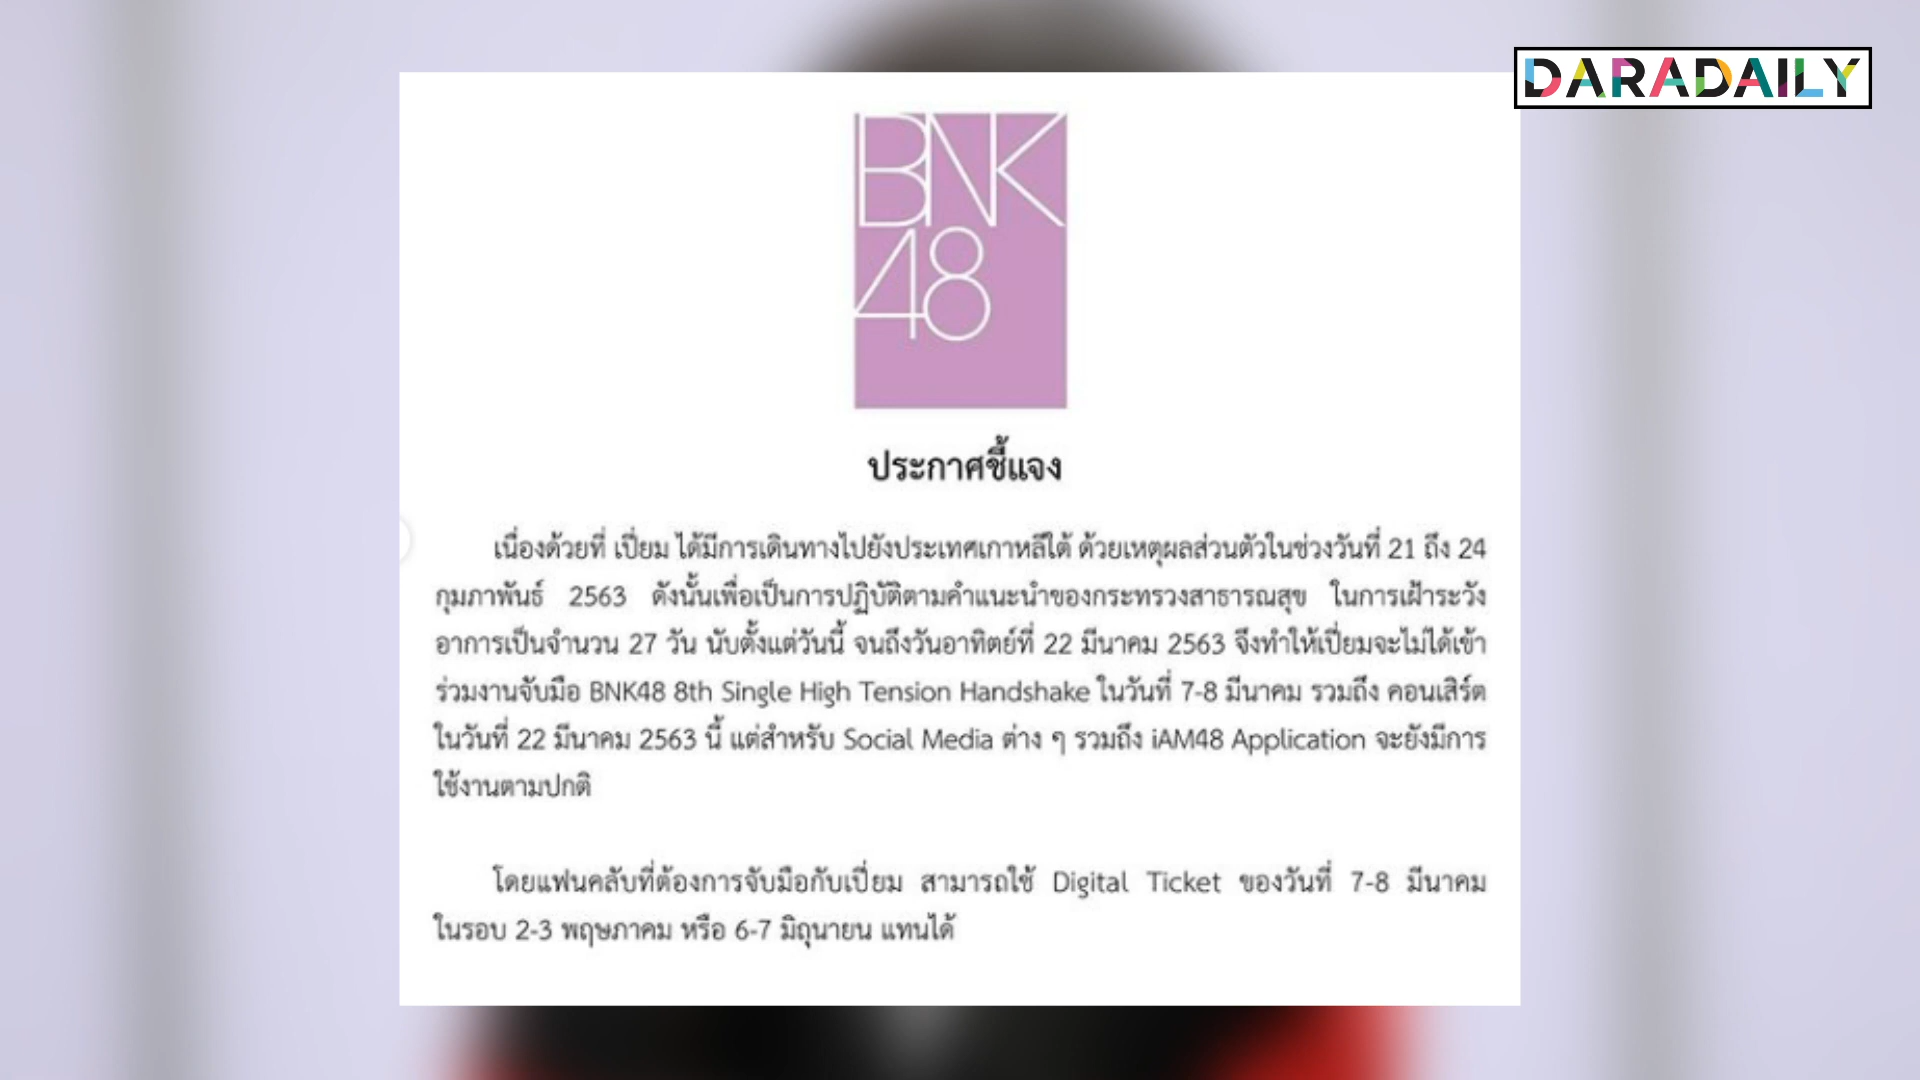 DARADAILY
BNK
48
ประกาศชี้แจง
เนื่องด้วยที่ เปี่ยม ได้มีการเดินทางไปยังประเทศเกาหลีใต้ ด้วยเหตุผลส่วนตัวในช่วงวันที่ 21 ถึง 24
กุมภาพันธ์ 2563 ดังนั้นเพื่อเป็นการปฏิบัติตามคำแนะนำของกระทรวงสาธารณสุข ในการเฝ้าระวัง
อาการเป็นจำนวน 27 วัน นับตั้งแต่วันนี้ จนถึงวันอาทิตย์ที่ 22 มีนาคม 2563 จึงทำให้เปี่ยมจะไม่ได้เข้า
ร่วมงานจับมือ BNK48 8th Single High Tension Handshake ในวันที่ 7-8 มีนาคม รวมถึง คอนเสิร์ต
ในวันที่ 22 มีนาคม 2563 นี้ แต่สำหรับ Social Media ต่าง ๆ รวมถึง iAM48 Application จะยังมีการ
ใช้งานตามปกติ
โดยแฟนคลับที่ต้องการจับมือกับเปี่ยม สามารถใช้ Digital Ticket ของวันที่ 7-8 มีนาคม
ในรอบ 2-3 พฤษภาคม หรือ 6-7 มิถุนายน แทนได้